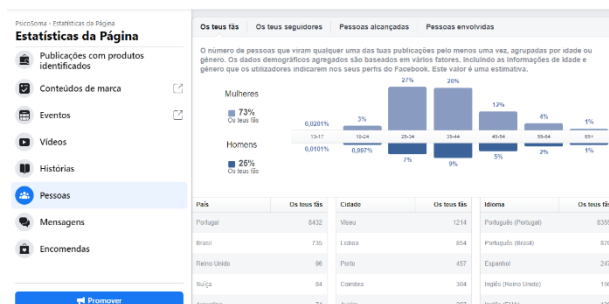 PsicoSoma › Estatísticas da Página
Estatísticas da Página
Publicações com produtos
identificados
Conteúdos de marca
Eventos
Vídeos
Histórias
Pessoas
Mensagens
Encomendas
Promover
Os teus fãs Os teus seguidores Pessoas alcançadas Pessoas envolvidas
O número de pessoas que viram qualquer uma das tuas publicações pelo menos uma vez, agrupadas por idade ou
género. Os dados demográficos agregados são baseados em vários fatores, incluindo as informações de idade e
género que os utilizadores indicarem nos seus perfis do Facebook. Este valor é uma estimativa.
Mulheres
73%
Os teus fãs
0,0201% 3% 27% 26% 12% 4% 1%
13-17 18-24 25-34 35-44 45-54 55-64 65+
Homens
25%
Os teus fãs
0,0101% 0,097% 7% 9% 5% 2% 1%
País Os teus fãs Cidade Os teus fãs Idioma Os teus fãs
Portugal 8432 Viseu 1214 Português (Portugal)
Brasil 735 Lisboa 854 Português (Brasil)
Reino Unido 96 Porto 457 Espanhol 247
Suíça 84 Coimbra 304 Inglês (Reino Unido)